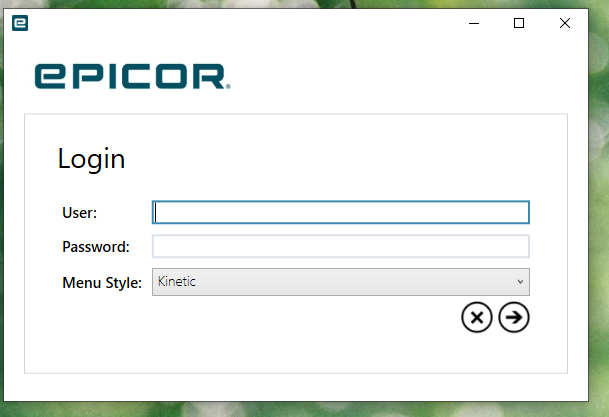 e
EPICOR®
Login
User:
Password:
Menu Style: Kinetic